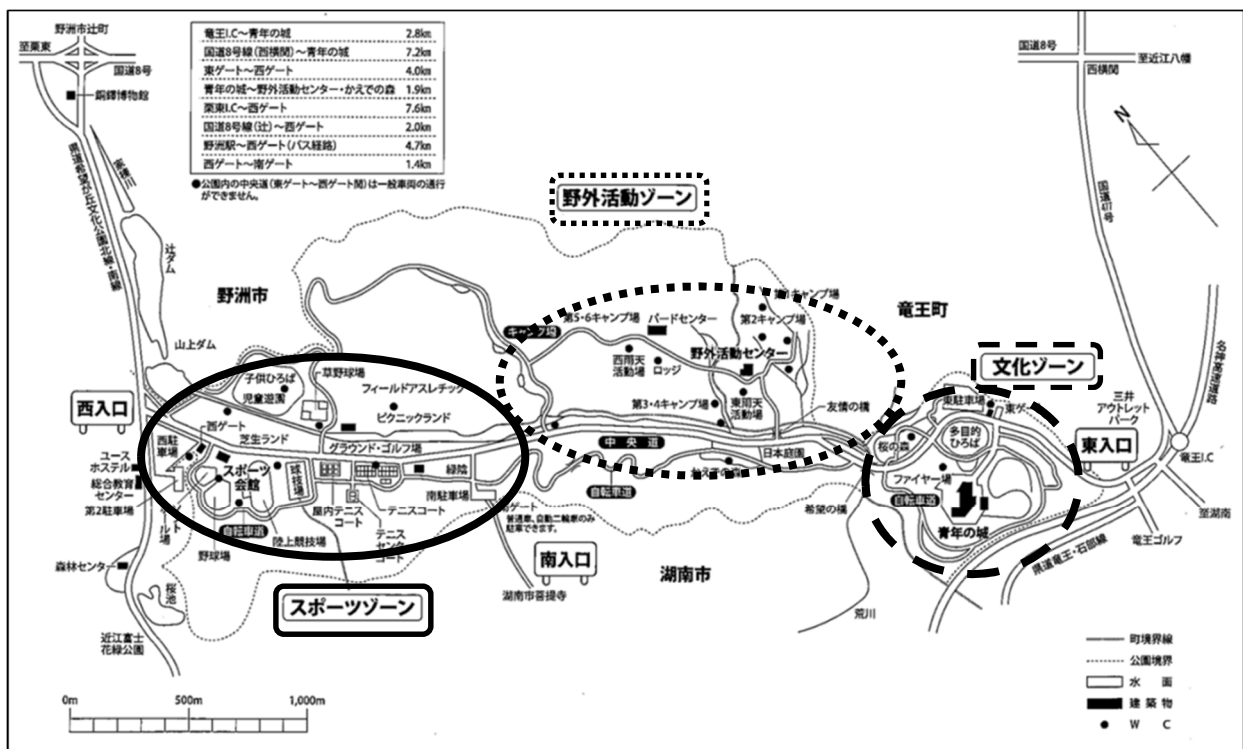 野洲市辻町
至栗東
国道8号
銅鐸博物館
竜王I.C～青年の城 2.8km
国道8号線(西横関)～青年の城 7.2km
東ゲート～西ゲート 4.0km
青年の城～野外活動センター・かえでの森 1.9km
栗東I.C～西ゲート 7.6km
国道8号線(辻)～西ゲート 2.0km
野洲駅～西ゲート(バス経路) 4.7km
西ゲート～南ゲート 1.4km
●公園内の中央道(東ゲート～西ゲート間)は一般車両の通行
ができません。
国道8号
至近江八幡
西横関
N
国道477号
名神高速道路
県道希望が丘文化公園北線・南線
家棟川
辻ダム
野外活動ゾーン
野洲市
竜王町
山上ダム
キャンプ場
第5・6キャンプ場
バードセンター
第2キャンプ場
西雨天
活動場
ロッジ
野外活動センター
第3・4キャンプ場
東雨天
活動場
友情の橋
文化ゾーン
子供ひろば
児童遊園
草野球場
フィールドアスレチック
ピクニックランド
西入口
西ゲート
芝生ランド
グラウンド・ゴルフ場
中央道
日本庭園
かえでの森
自転車道
東駐車場
桜の森
多目的
ひろば
三井
アウトレット
パーク
東入口
竜王I.C
西駐
車場
ユース
ホステル
総合教育
センター
第2駐車場
スポーツ
会館
球技場
屋内テニス
コート
テニスコート
緑陰
南駐車場
普通車、自動二輪車のみ
駐車できます。
希望の橋
ファイヤー場
自転車道
青年の城
至湖南
竜王ゴルフ
県道竜王・石部線
自転車道
野球場
陸上競技場
森林センター
桜池
近江富士
花緑公園
スポーツゾーン
南入口
湖南市菩提寺
湖南市
荒川
0m 500m 1,000m
町境界線
公園境界
水面
建築物
WC